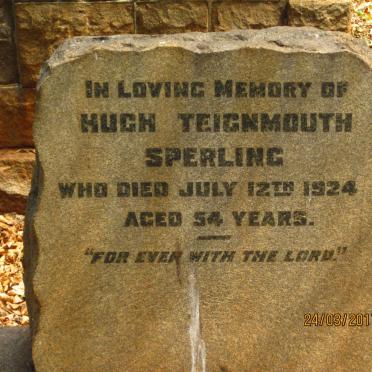 In Loving Memory of
Hugh Teignmouth
Sperling
who died July 12th 1924
aged 54 years.
"For ever with the Lord."
24/03/201